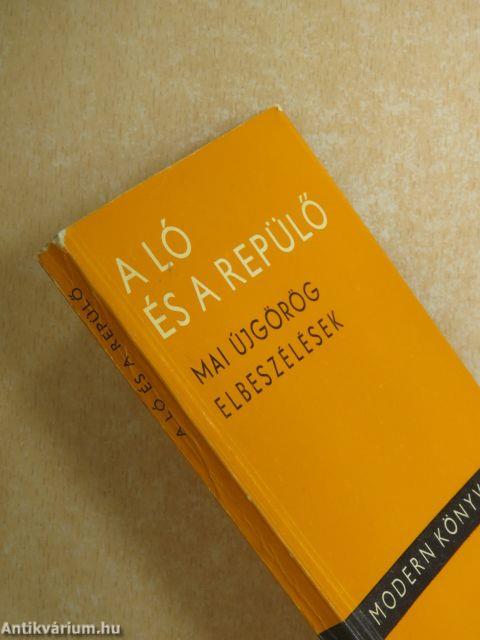 A LÓ
ÉS A REPÜLŐ
MAI ÚJGÖRÖG
ELBESZÉLÉSEK
MODERN KÖNYV
A LÓ ÉS A REPÜLŐ
Antikvárium.hu